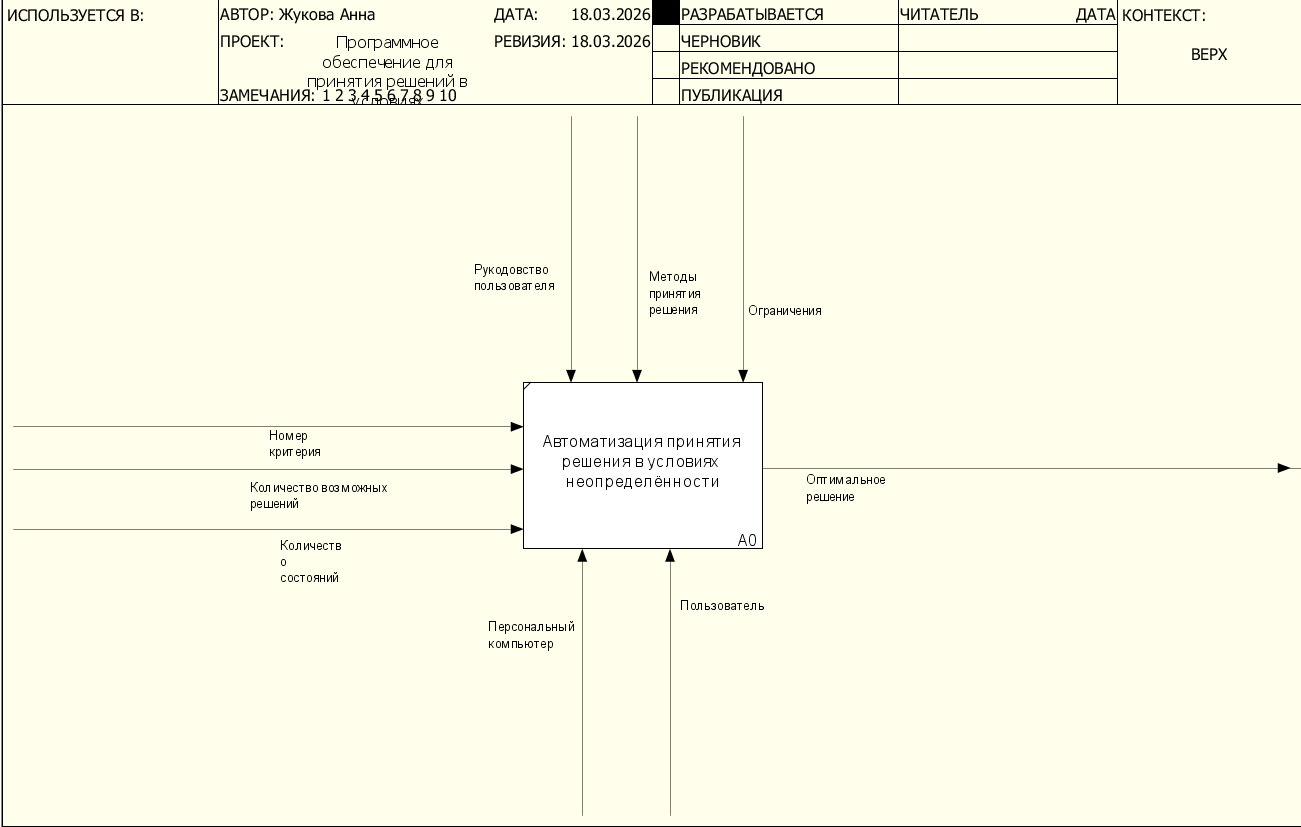 ИСПОЛЬЗУЕТСЯ В:
АВТОР: Жукова Анна
ДАТА: 18.03.2026
РАЗРАБАТЫВАЕТСЯ
ЧИТАТЕЛЬ
ДАТА
КОНТЕКСТ:
ПРОЕКТ:
Программное
обеспечение для
принятия решений в
условиях
РЕВИЗИЯ: 18.03.2026
ЧЕРНОВИК
ВЕРХ
РЕКОМЕНДОВАНО
ЗАМЕЧАНИЯ: 1 2 3 4 5 6 7 8 9 10
ПУБЛИКАЦИЯ
Рукодовство
пользователя
Методы
принятия
решения
Ограничения
Номер
критерия
Количество возможных
решений
Количеств
о
состояний
Автоматизация принятия
решения в условиях
неопределённости
A0
Оптимальное
решение
Персональный
компьютер
Пользователь